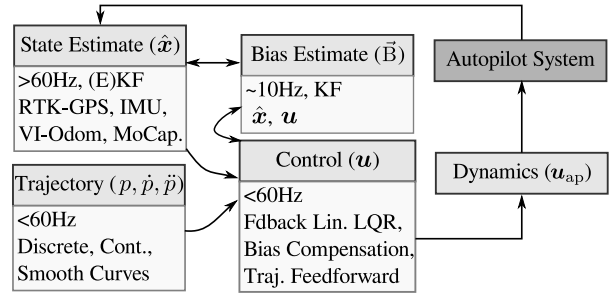 State Estimate (x̂)
>60Hz, (E)KF
RTK-GPS, IMU,
VI-Odom, MoCap.
Bias Estimate (B⃗)
~10Hz, KF
x̂, u
Autopilot System
Trajectory (p, ṗ, p̈)
<60Hz
Discrete, Cont.,
Smooth Curves
Control (u)
<60Hz
Fdback Lin. LQR,
Bias Compensation,
Traj. Feedforward
Dynamics (u_ap)